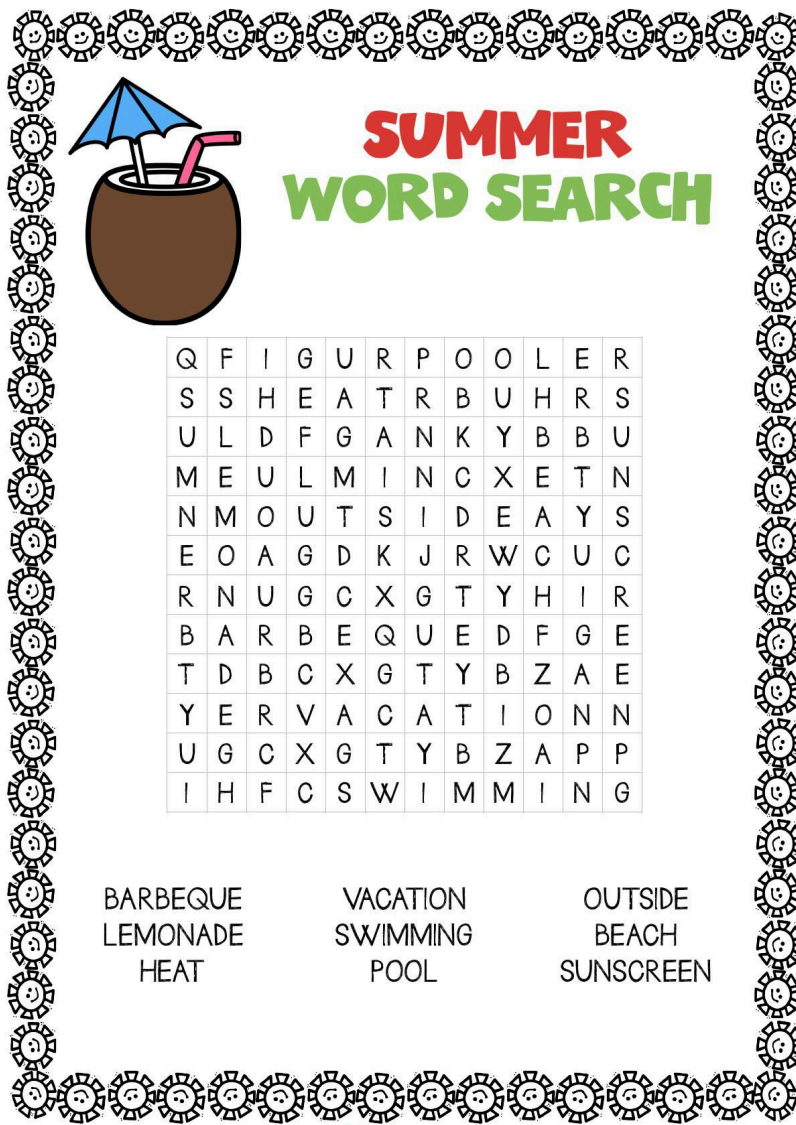 SUMMER
WORD SEARCH
Q F I G U R P O O L E R
S S H E A T R B U H R S
U L D F G A N K Y B B U
M E U L M I N C X E T N
N M O U T S I D E A Y S
E O A G D K J R W C U C
R N U G C X G T Y H I R
B A R B E Q U E D F G E
T D B C X G T Y B Z A E
Y E R V A C A T I O N N
U G C X G T Y B Z A P P
I H F C S W I M M I N G
BARBEQUE VACATION OUTSIDE
LEMONADE SWIMMING BEACH
HEAT POOL SUNSCREEN